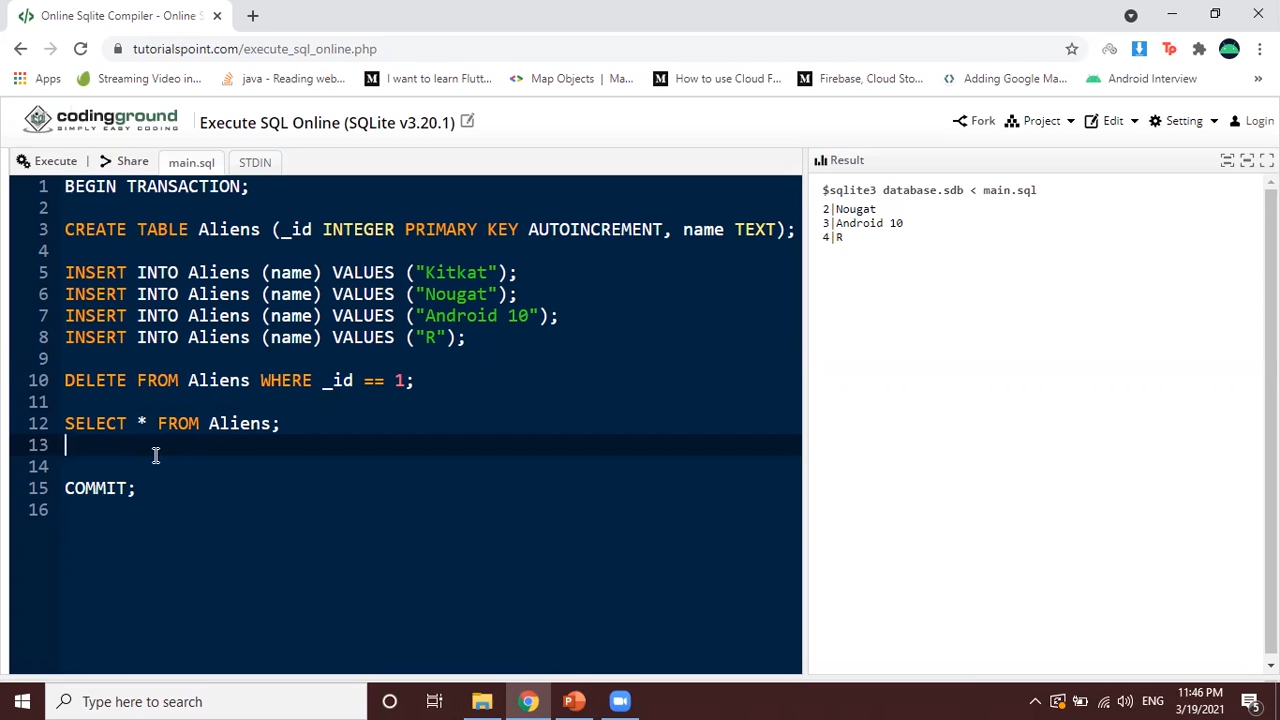 Online Sqlite Compiler - Online S
tutorialspoint.com/execute_sql_online.php
Apps
Streaming Video in...
java - Reading web...
I want to learn Flutt...
Map Objects | Ma...
How to use Cloud F...
Firebase, Cloud Sto...
Adding Google Ma...
Android Interview
»
codingground
SIMPLY EASY CODING
Execute SQL Online (SQLite v3.20.1)
Fork
Project
Edit
Setting
Login
Execute | Share
main.sql
STDIN
Result
1 BEGIN TRANSACTION;
2
3 CREATE TABLE Aliens (_id INTEGER PRIMARY KEY AUTOINCREMENT, name TEXT);
4
5 INSERT INTO Aliens (name) VALUES ("Kitkat");
6 INSERT INTO Aliens (name) VALUES ("Nougat");
7 INSERT INTO Aliens (name) VALUES ("Android 10");
8 INSERT INTO Aliens (name) VALUES ("R");
9
10 DELETE FROM Aliens WHERE _id == 1;
11
12 SELECT * FROM Aliens;
13
14
15 COMMIT;
16
$sqlite3 database.sdb < main.sql
2|Nougat
3|Android 10
4|R
Type here to search
ENG
11:46 PM
3/19/2021
5